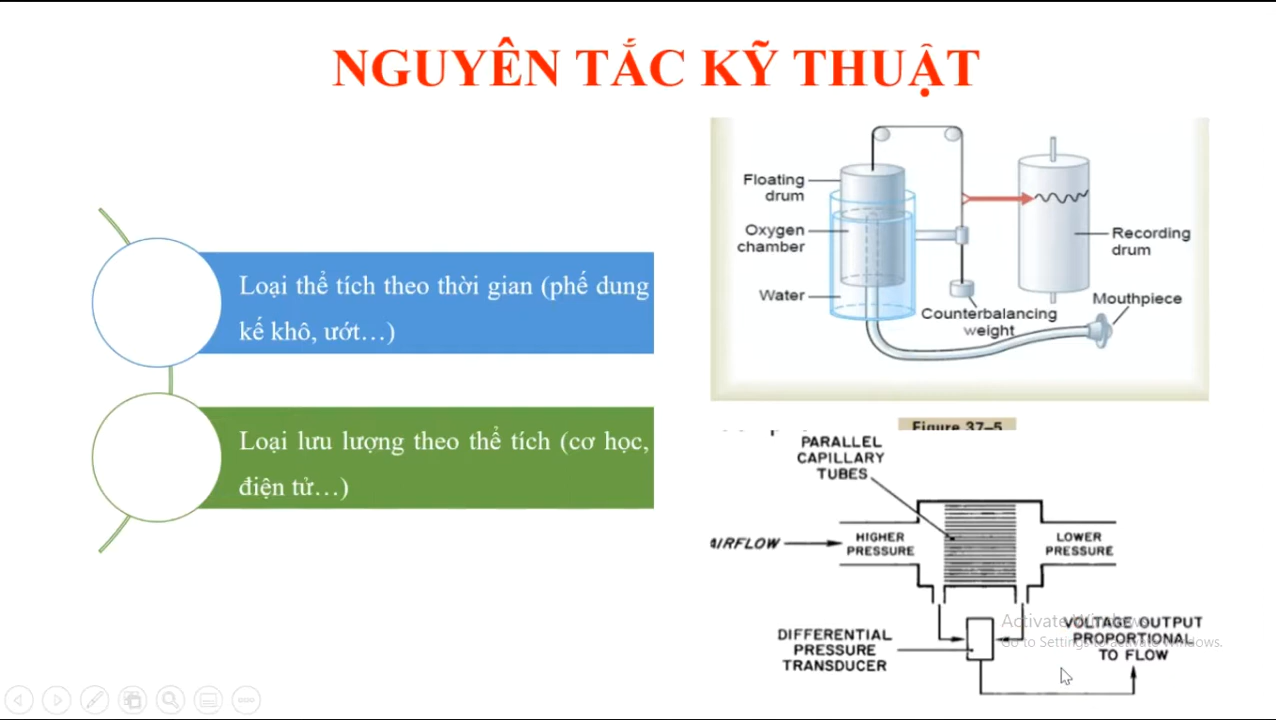 NGUYÊN TẮC KỸ THUẬT
Loại thể tích theo thời gian (phế dung
kế khô, ướt…)
Loại lưu lượng theo thể tích (cơ học,
điện tử…)
Floating
drum
Oxygen
chamber
Water
Counterbalancing
weight
Recording
drum
Mouthpiece
Figure 37–5
PARALLEL
CAPILLARY
TUBES
AIRFLOW
HIGHER
PRESSURE
LOWER
PRESSURE
DIFFERENTIAL
PRESSURE
TRANSDUCER
VOLTAGE OUTPUT
PROPORTIONAL
TO FLOW
Activate Windows
Go to Settings to activate Windows.